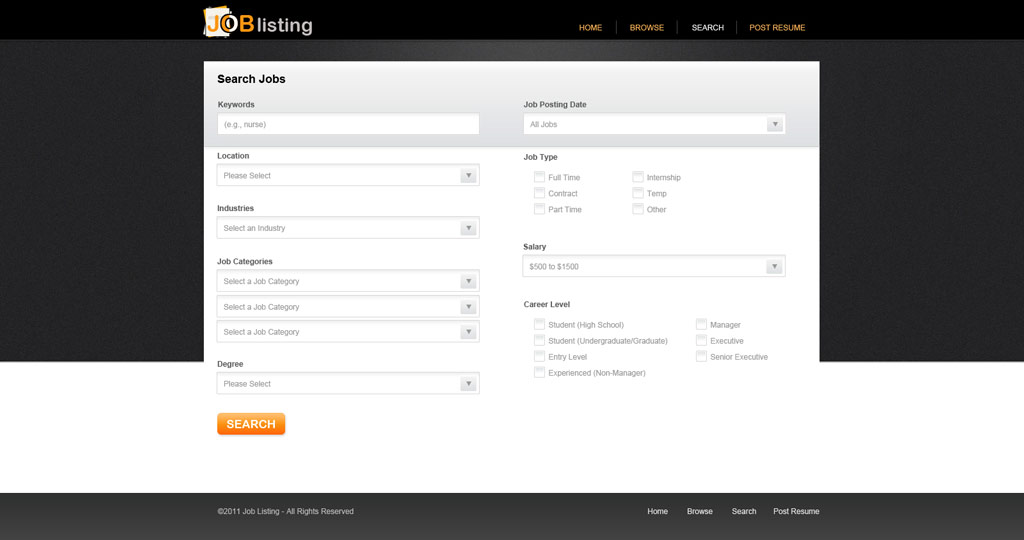 JOB listing
HOME
BROWSE
SEARCH
POST RESUME
Search Jobs
Keywords
(e.g., nurse)
Job Posting Date
All Jobs
Location
Please Select
Industries
Select an Industry
Job Categories
Select a Job Category
Select a Job Category
Select a Job Category
Degree
Please Select
SEARCH
Job Type
Full Time
Internship
Contract
Temp
Part Time
Other
Salary
$500 to $1500
Career Level
Student (High School)
Manager
Student (Undergraduate/Graduate)
Executive
Entry Level
Senior Executive
Experienced (Non-Manager)
©2011 Job Listing - All Rights Reserved
Home
Browse
Search
Post Resume